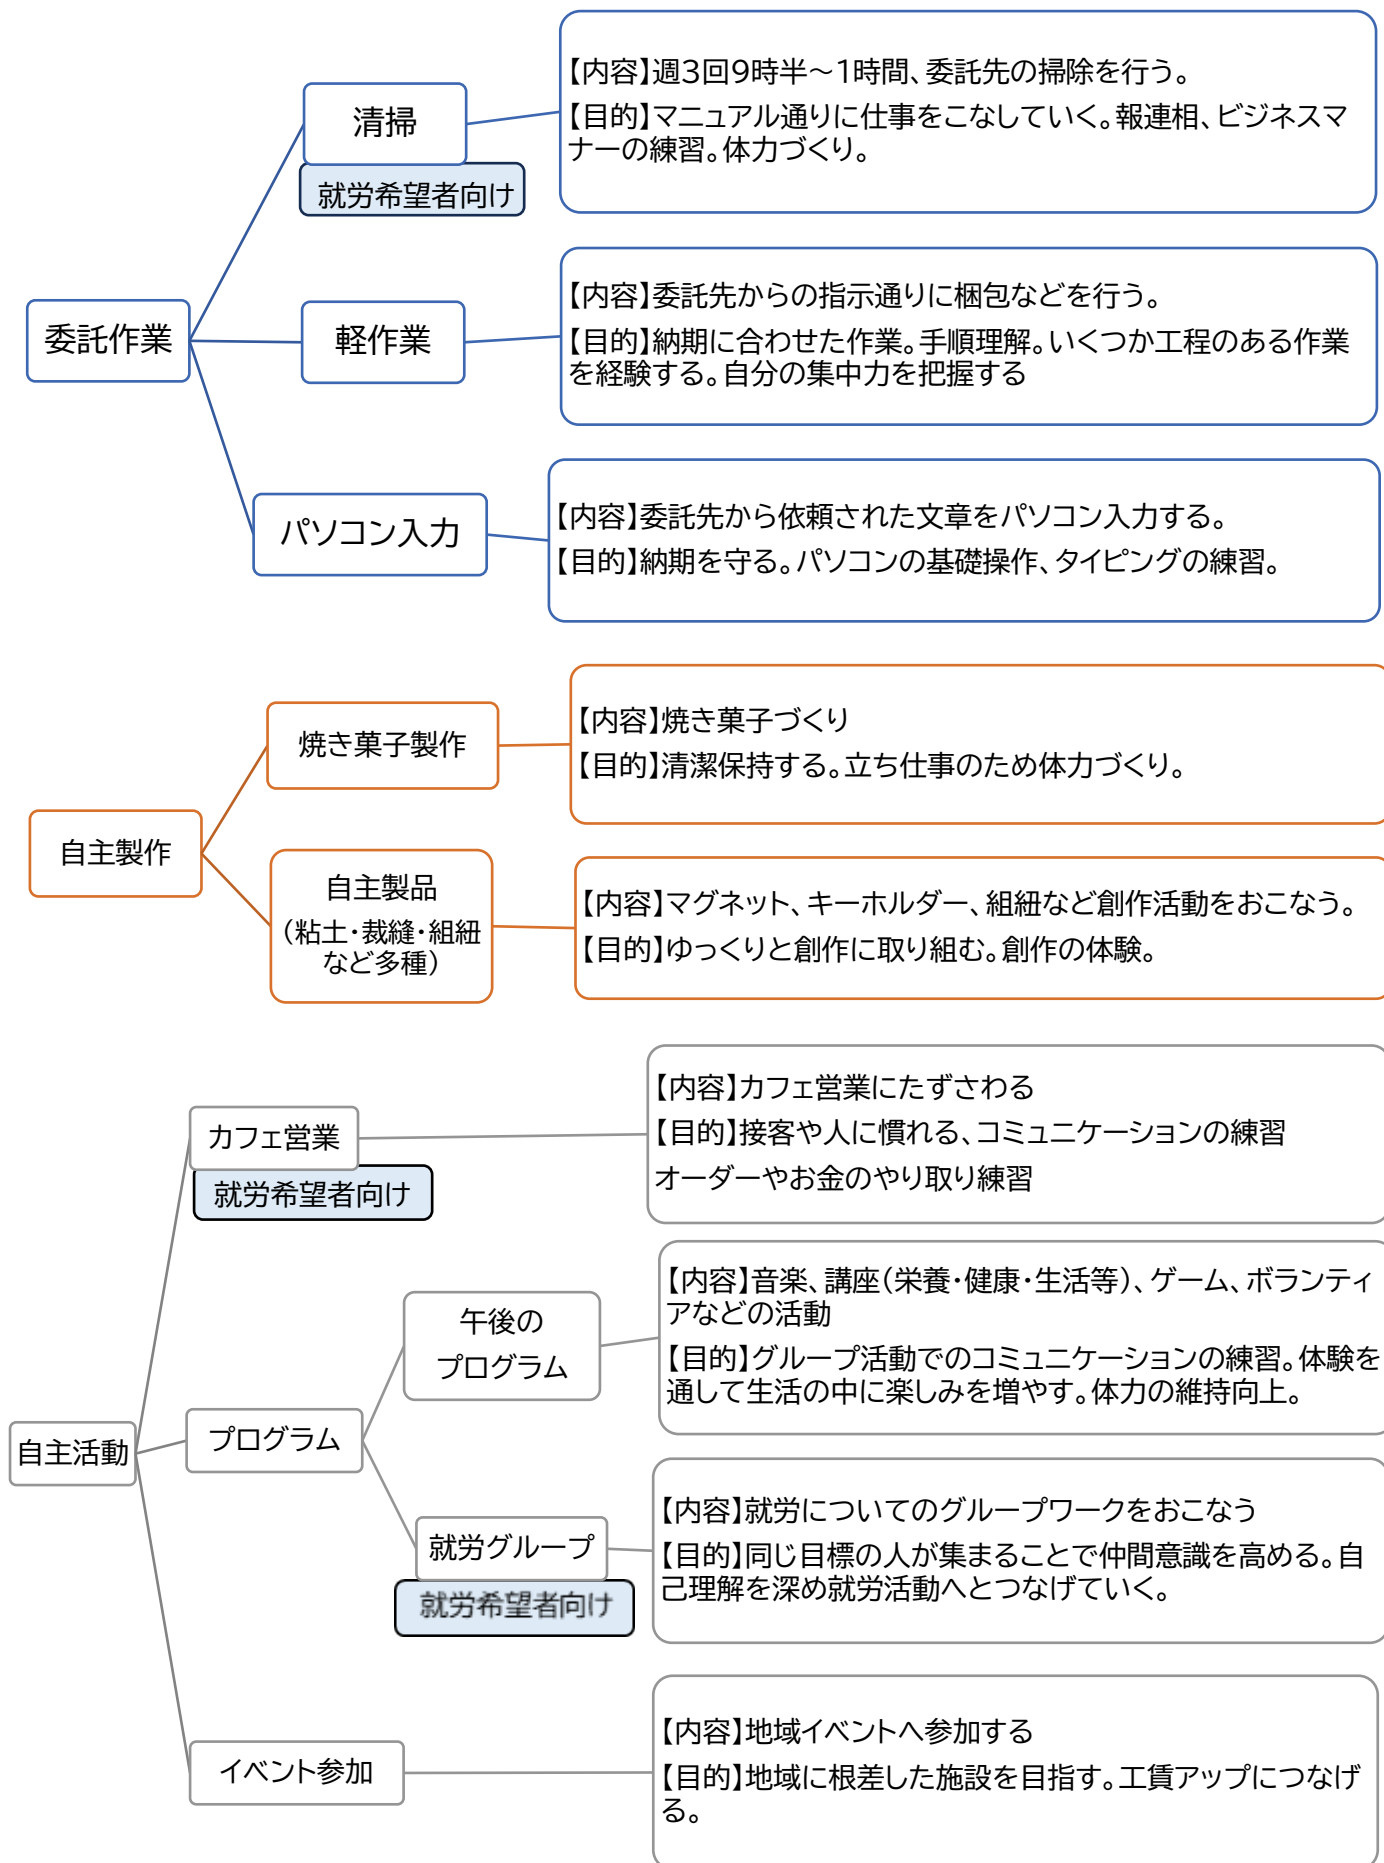 委託作業
清掃
就労希望者向け
【内容】週3回9時半～1時間、委託先の掃除を行う。
【目的】マニュアル通りに仕事をこなしていく。報連相、ビジネスマ
ナーの練習。体力づくり。
軽作業
【内容】委託先からの指示通りに梱包などを行う。
【目的】納期に合わせた作業。手順理解。いくつか工程のある作業
を経験する。自分の集中力を把握する
パソコン入力
【内容】委託先から依頼された文章をパソコン入力する。
【目的】納期を守る。パソコンの基礎操作、タイピングの練習。
自主製作
焼き菓子製作
【内容】焼き菓子づくり
【目的】清潔保持する。立ち仕事のため体力づくり。
自主製品
（粘土・裁縫・組紐
など多種）
【内容】マグネット、キーホルダー、組紐など創作活動をおこなう。
【目的】ゆっくりと創作に取り組む。創作の体験。
自主活動
カフェ営業
就労希望者向け
【内容】カフェ営業にたずさわる
【目的】接客や人に慣れる、コミュニケーションの練習
オーダーやお金のやり取り練習
プログラム
午後の
プログラム
【内容】音楽、講座（栄養・健康・生活等）、ゲーム、ボランティ
アなどの活動
【目的】グループ活動でのコミュニケーションの練習。体験を
通して生活の中に楽しみを増やす。体力の維持向上。
就労グループ
就労希望者向け
【内容】就労についてのグループワークをおこなう
【目的】同じ目標の人が集まることで仲間意識を高める。自
己理解を深め就労活動へとつなげていく。
イベント参加
【内容】地域イベントへ参加する
【目的】地域に根差した施設を目指す。工賃アップにつなげ
る。